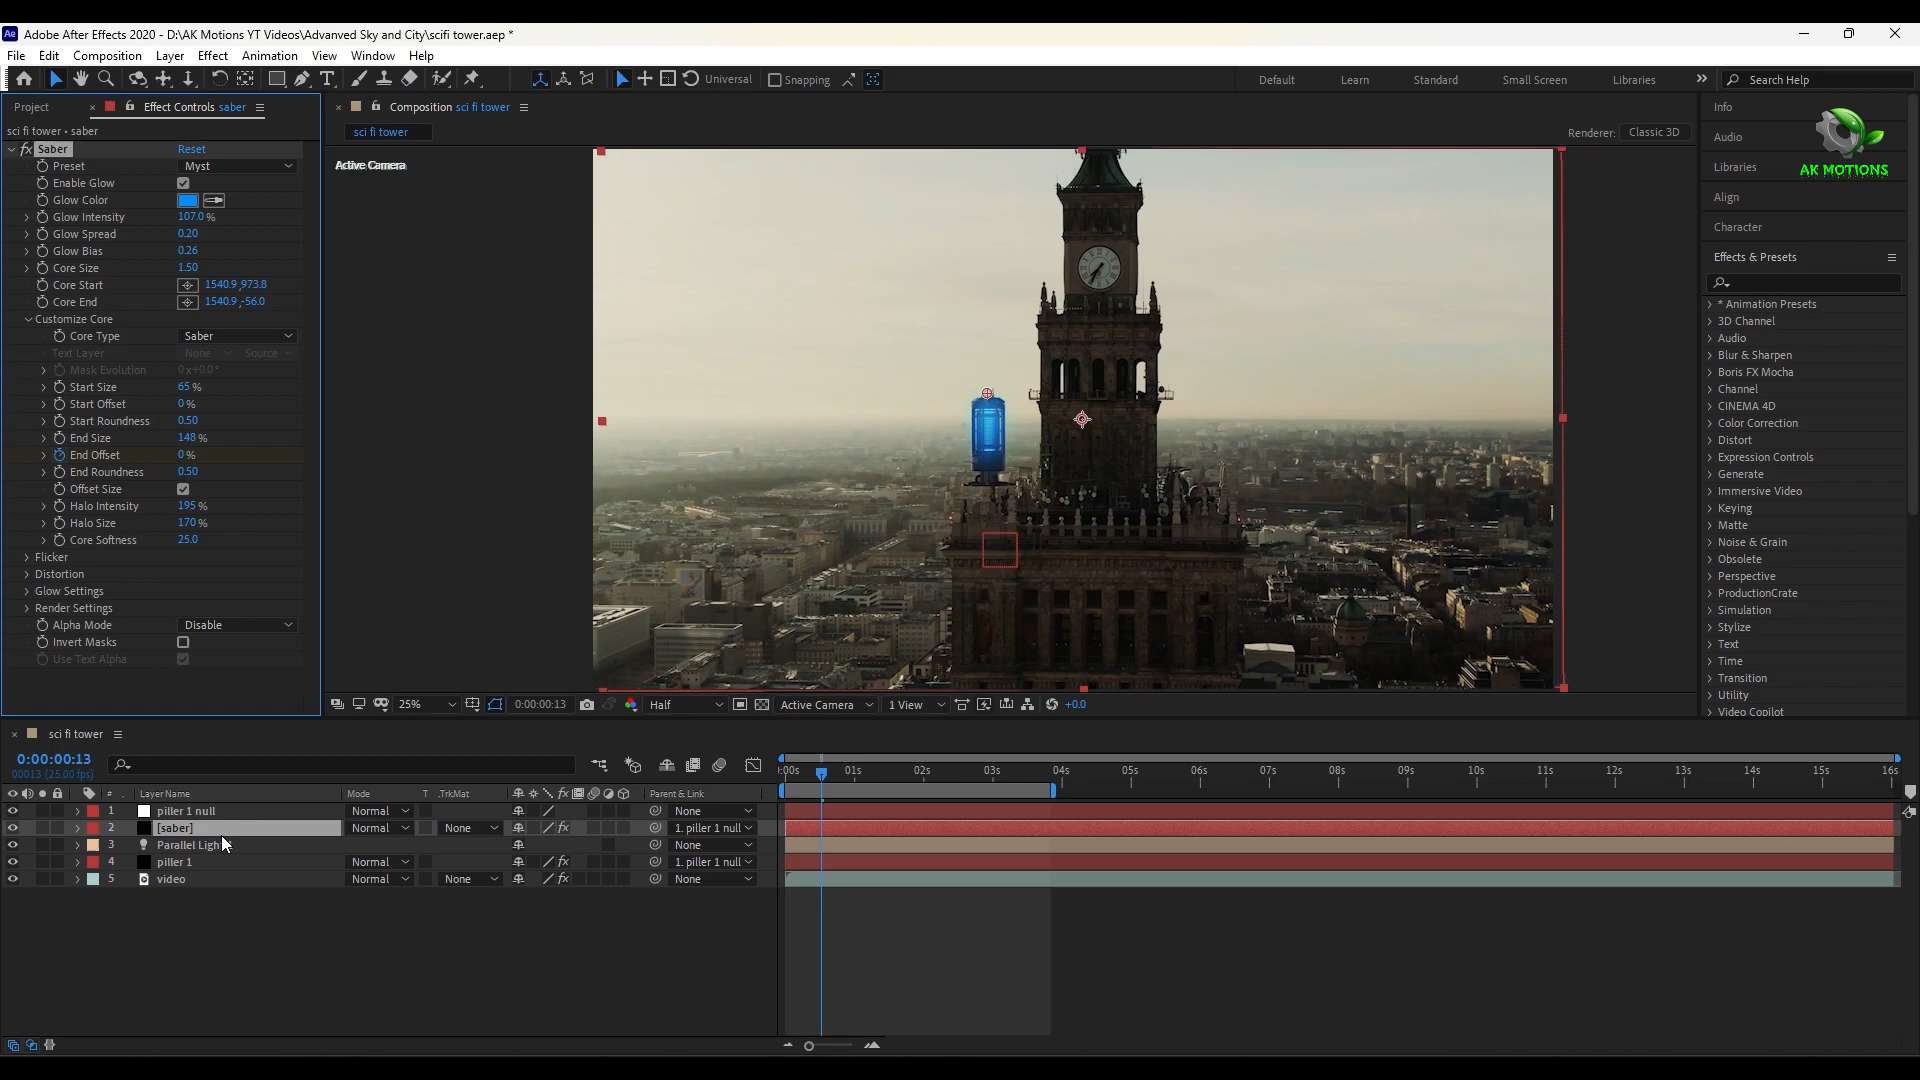 Ae Adobe After Effects 2020 - D:\AK Motions YT Videos\Advanved Sky and City\scifi tower.aep *
File Edit Composition Layer Effect Animation View Window Help
Universal Snapping Default Learn Standard Small Screen Libraries Search Help
Project Effect Controls saber
sci fi tower • saber
fx Saber Reset
Preset Myst
Enable Glow
Glow Color
Glow Intensity 107.0 %
Glow Spread 0.20
Glow Bias 0.26
Core Size 1.50
Core Start 1540.9,973.8
Core End 1540.9,-56.0
Customize Core
Core Type Saber
Text Layer None Source
Mask Evolution 0x+0.0°
Start Size 65 %
Start Offset 0 %
Start Roundness 0.50
End Size 148 %
End Offset 0 %
End Roundness 0.50
Offset Size
Halo Intensity 195 %
Halo Size 170 %
Core Softness 25.0
Flicker
Distortion
Glow Settings
Render Settings
Alpha Mode Disable
Invert Masks
Use Text Alpha
Composition sci fi tower
sci fi tower
Renderer: Classic 3D
Active Camera
25% 0:00:00:13 Half Active Camera 1 View +0.0
Info
Audio
Libraries
Align
Character
AK MOTIONS
Effects & Presets
* Animation Presets
3D Channel
Audio
Blur & Sharpen
Boris FX Mocha
Channel
CINEMA 4D
Color Correction
Distort
Expression Controls
Generate
Immersive Video
Keying
Matte
Noise & Grain
Obsolete
Perspective
ProductionCrate
Simulation
Stylize
Text
Time
Transition
Utility
Video Copilot
sci fi tower
0:00:00:13
00013 (25.00 fps)
:00s 01s 02s 03s 04s 05s 06s 07s 08s 09s 10s 11s 12s 13s 14s 15s 16s
# Layer Name Mode T .TrkMat fx Parent & Link
1 piller 1 null Normal None
2 [saber] Normal None fx 1. piller 1 null
3 Parallel Ligh None
4 piller 1 Normal fx 1. piller 1 null
5 video Normal None fx None